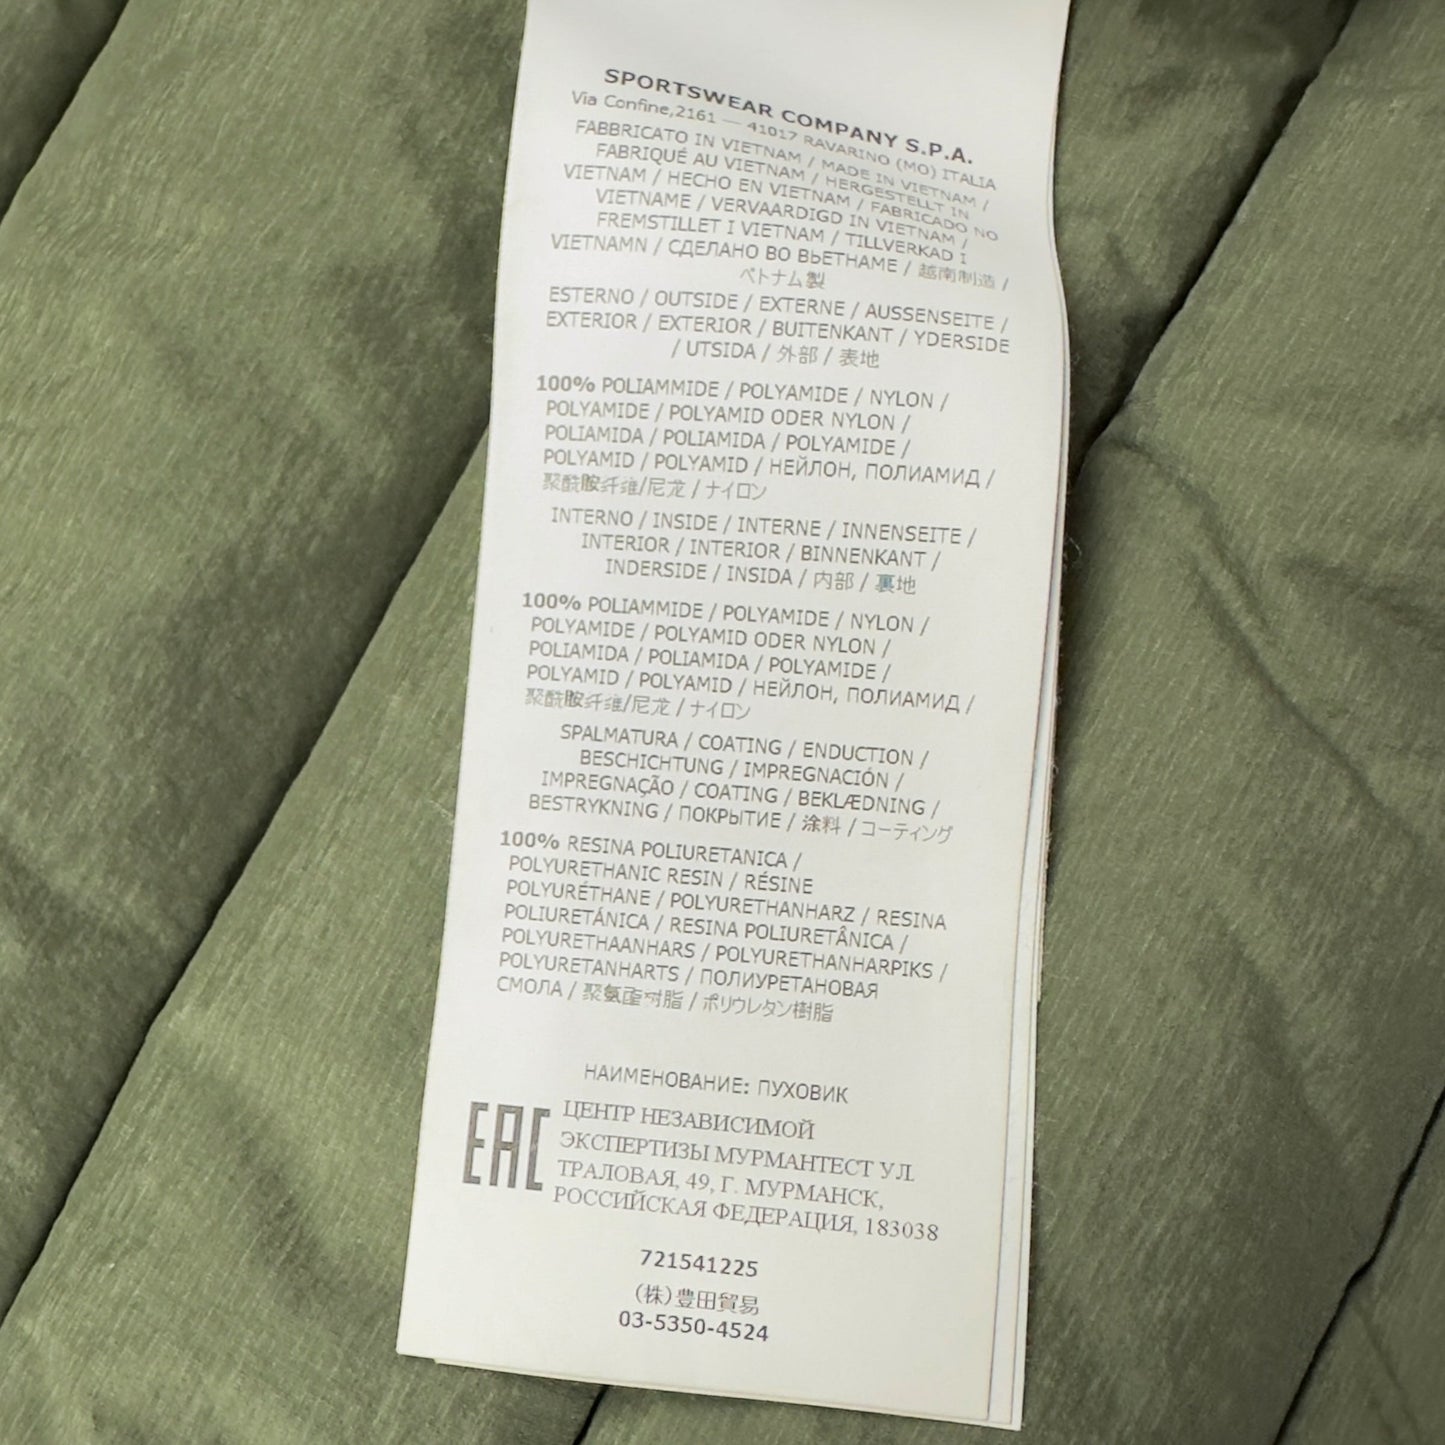 SPORTSWEAR COMPANY S.P.A.
Via Confine,2161 — 41017 RAVARINO (MO) ITALIA
FABBRICATO IN VIETNAM / MADE IN VIETNAM /
FABRIQUÉ AU VIETNAM / HERGESTELLT IN
VIETNAM / HECHO EN VIETNAM / FABRICADO NO
VIETNAME / VERVAARDIGD IN VIETNAM /
FREMSTILLET I VIETNAM / TILLVERKAD I
VIETNAMN / СДЕЛАНО ВО ВЬЕТНАМЕ / 越南制造 /
ベトナム製
ESTERNO / OUTSIDE / EXTERNE / AUSSENSEITE /
EXTERIOR / EXTERIOR / BUITENKANT / YDERSIDE
/ UTSIDA / 外部 / 表地
100% POLIAMMIDE / POLYAMIDE / NYLON /
POLYAMIDE / POLYAMID ODER NYLON /
POLIAMIDA / POLIAMIDA / POLYAMIDE /
POLYAMID / POLYAMID / НЕЙЛОН, ПОЛИАМИД /
聚酰胺纤维/尼龙 / ナイロン
INTERNO / INSIDE / INTERNE / INNENSEITE /
INTERIOR / INTERIOR / BINNENKANT /
INDERSIDE / INSIDA / 内部 / 裏地
100% POLIAMMIDE / POLYAMIDE / NYLON /
POLYAMIDE / POLYAMID ODER NYLON /
POLIAMIDA / POLIAMIDA / POLYAMIDE /
POLYAMID / POLYAMID / НЕЙЛОН, ПОЛИАМИД /
聚酰胺纤维/尼龙 / ナイロン
SPALMATURA / COATING / ENDUCTION /
BESCHICHTUNG / IMPREGNACIÓN /
IMPREGNAÇÃO / COATING / BEKLÆDNING /
BESTRYKNING / ПОКРЫТИЕ / 涂料 / コーティング
100% RESINA POLIURETANICA /
POLYURETHANIC RESIN / RÉSINE
POLYURÉTHANE / POLYURETHANHARZ / RESINA
POLIURETÁNICA / RESINA POLIURETÂNICA /
POLYURETHAANHARS / POLYURETHANHARPIKS /
POLYURETANHARTS / ПОЛИУРЕТАНОВАЯ
СМОЛА / 聚氨酯树脂 / ポリウレタン樹脂
НАИМЕНОВАНИЕ: ПУХОВИК
EAC
ЦЕНТР НЕЗАВИСИМОЙ
ЭКСПЕРТИЗЫ МУРМАНТЕСТ УЛ.
ТРАЛОВАЯ, 49, Г. МУРМАНСК,
РОССИЙСКАЯ ФЕДЕРАЦИЯ, 183038
721541225
(株)豊田貿易
03-5350-4524